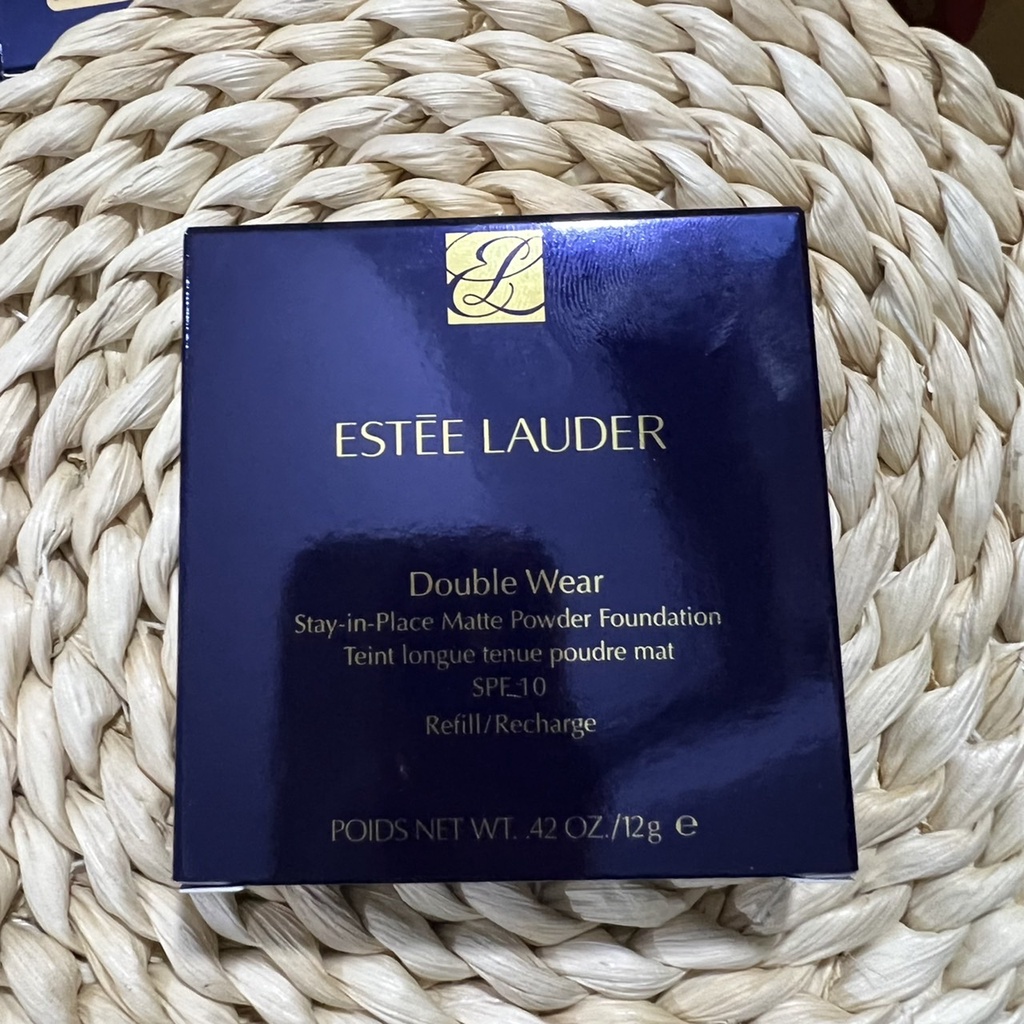 EL
ESTĒE LAUDER
Double Wear
Stay-in-Place Matte Powder Foundation
Teint longue tenue poudre mat
SPF 10
Refill/Recharge
POIDS NET WT. .42 OZ./12g ℮